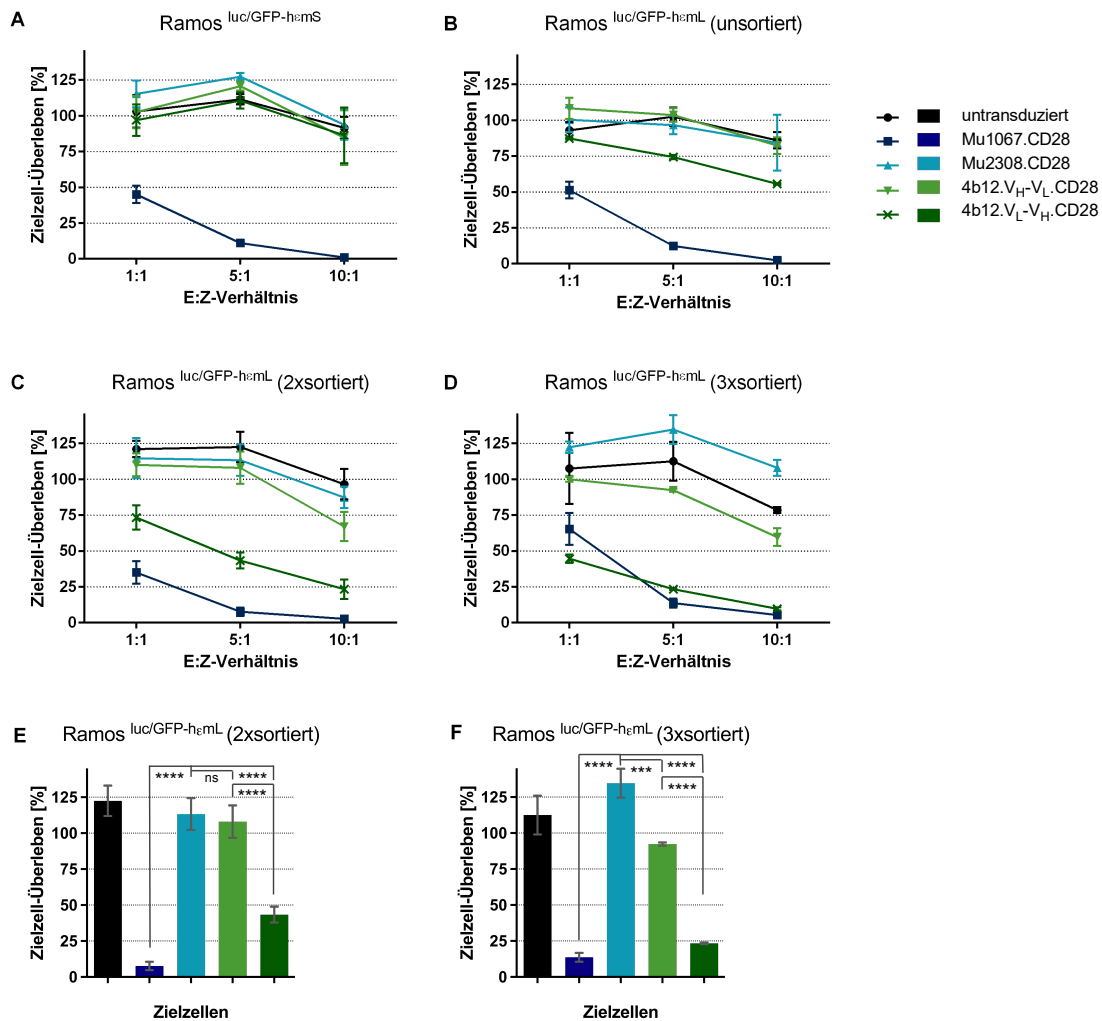 A
Ramos luc/GFP-hεmS
Zielzell-Überleben [%]
125
100
75
50
25
0
1:1 5:1 10:1
E:Z-Verhältnis
B
Ramos luc/GFP-hεmL (unsortiert)
Zielzell-Überleben [%]
125
100
75
50
25
0
1:1 5:1 10:1
E:Z-Verhältnis
untransduziert
Mu1067.CD28
Mu2308.CD28
4b12.VH-VL.CD28
4b12.VL-VH.CD28
C
Ramos luc/GFP-hεmL (2xsortiert)
Zielzell-Überleben [%]
125
100
75
50
25
0
1:1 5:1 10:1
E:Z-Verhältnis
D
Ramos luc/GFP-hεmL (3xsortiert)
Zielzell-Überleben [%]
125
100
75
50
25
0
1:1 5:1 10:1
E:Z-Verhältnis
E
Ramos luc/GFP-hεmL (2xsortiert)
Zielzell-Überleben [%]
125
100
75
50
25
0
**** ns ****
****
Zielzellen
F
Ramos luc/GFP-hεmL (3xsortiert)
Zielzell-Überleben [%]
125
100
75
50
25
0
**** *** ****
****
Zielzellen